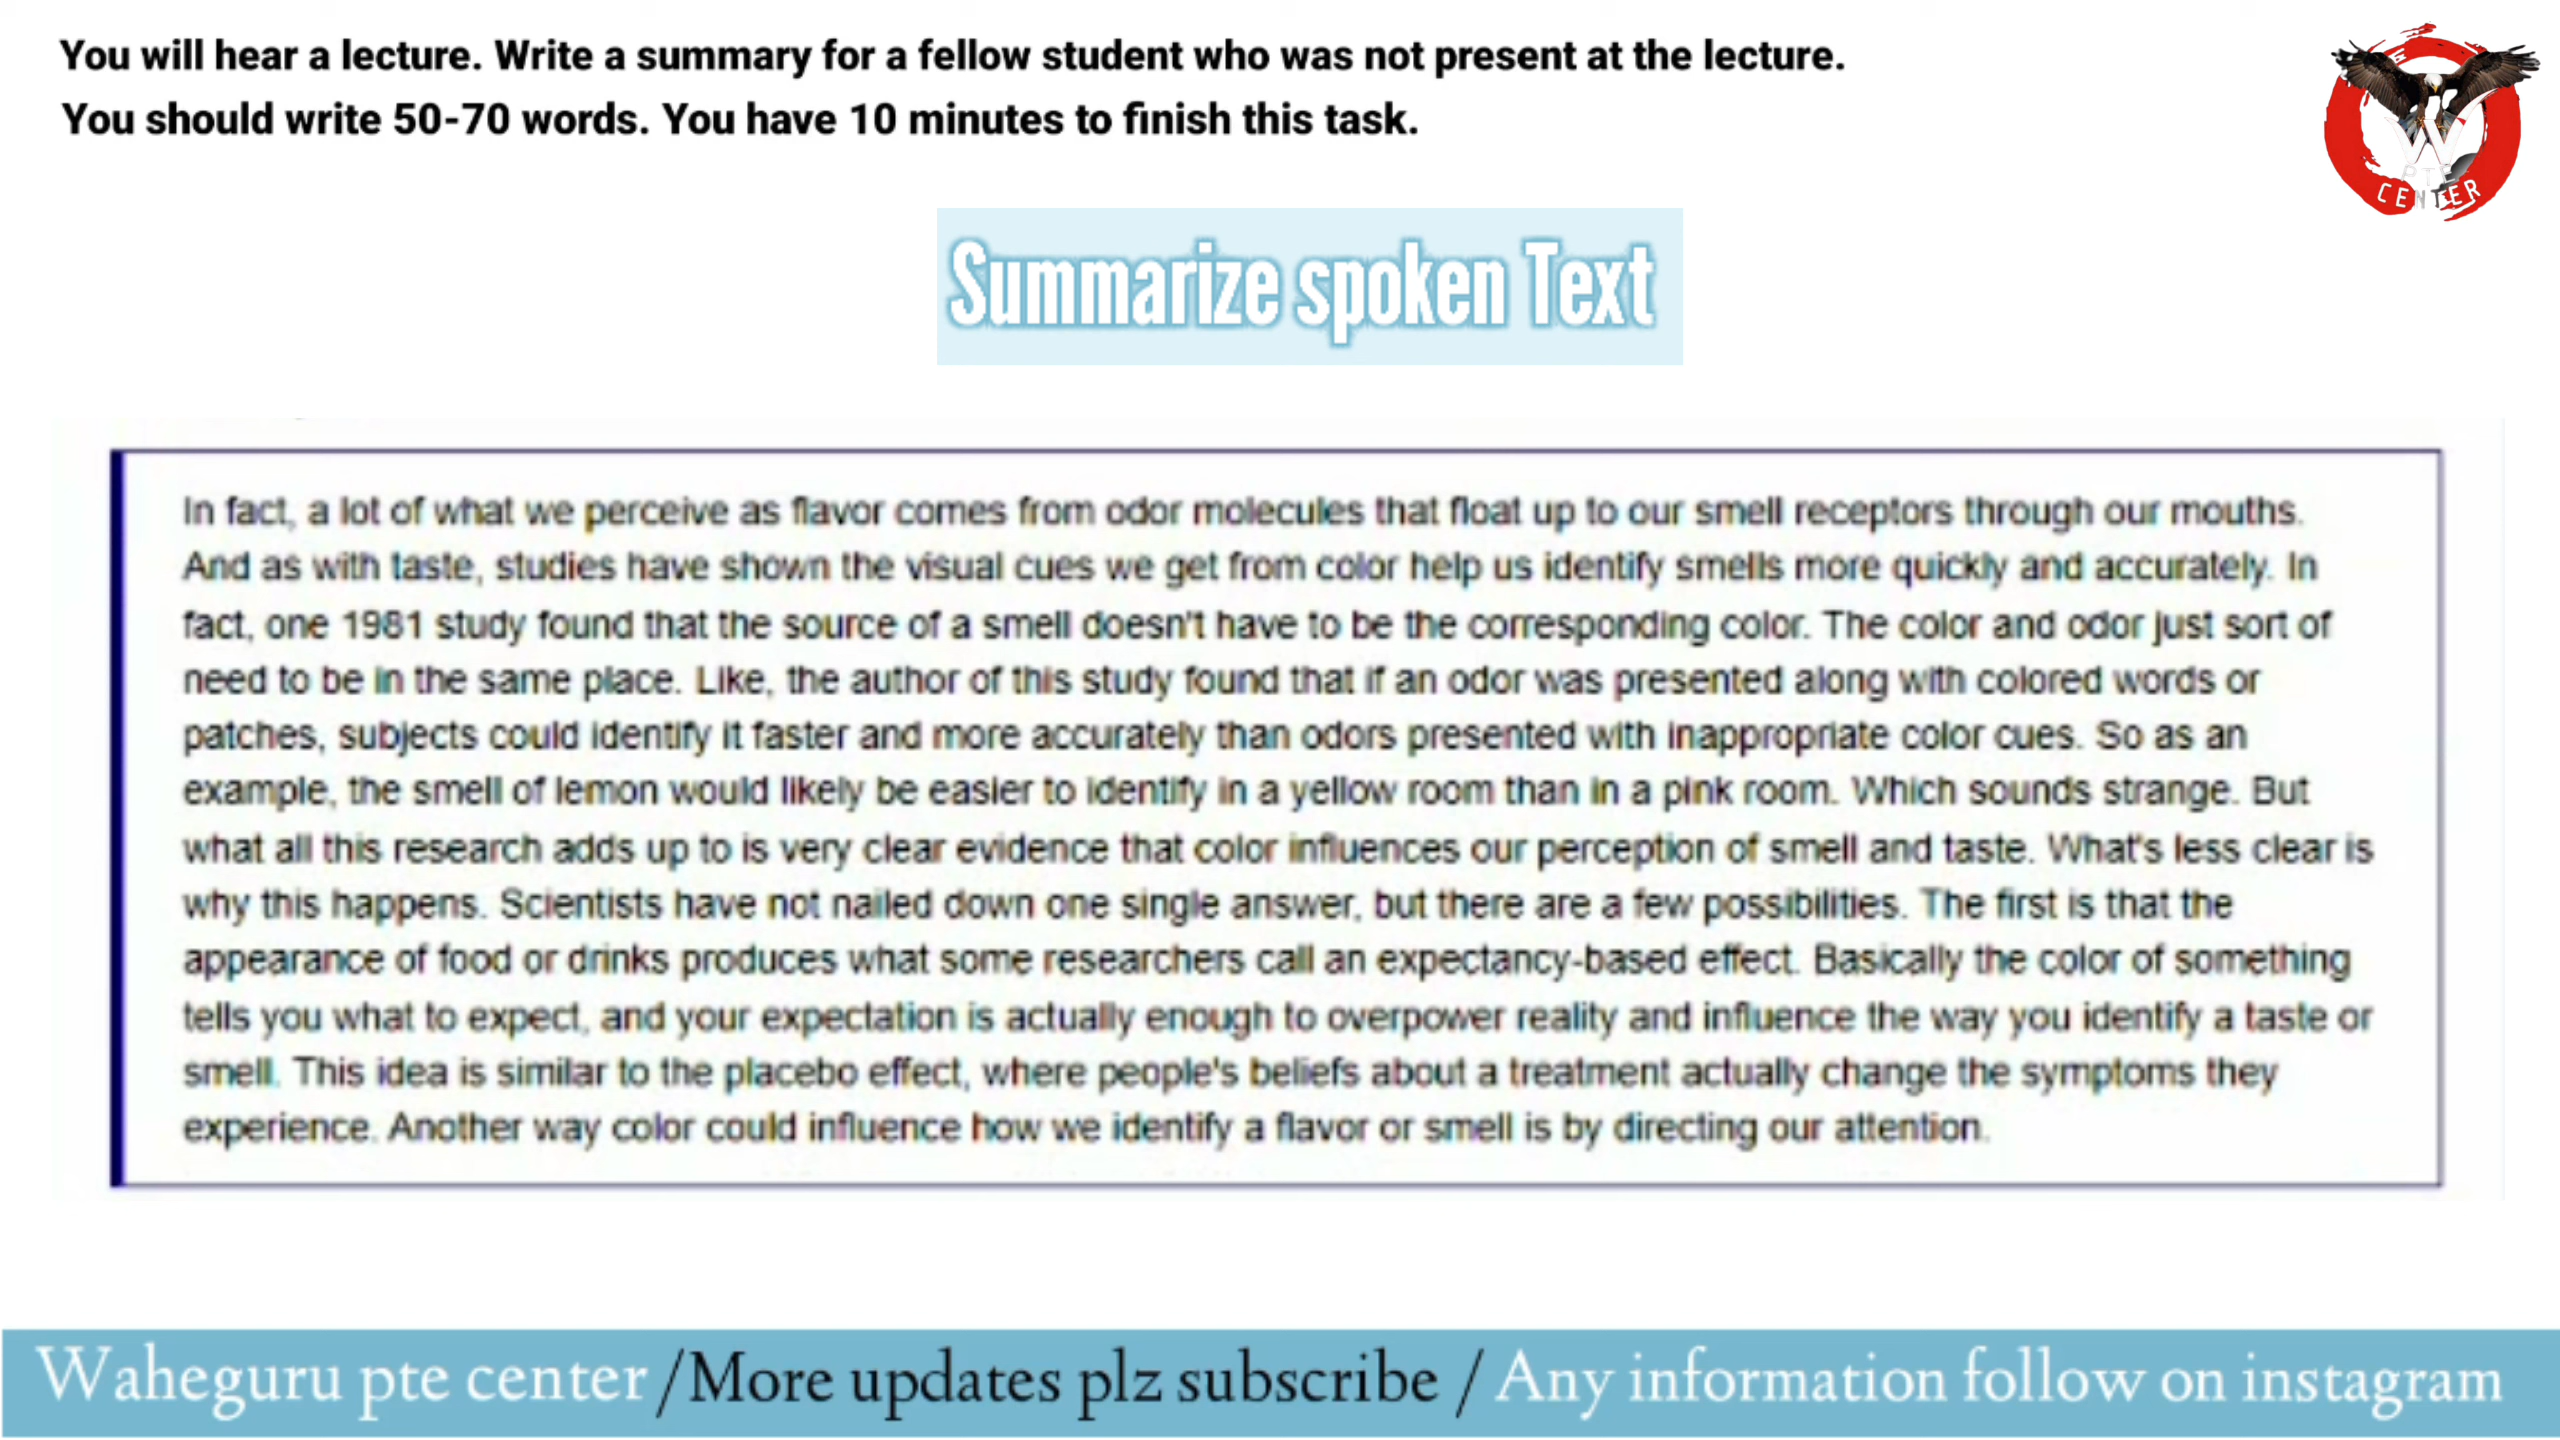 You will hear a lecture. Write a summary for a fellow student who was not present at the lecture.
You should write 50-70 words. You have 10 minutes to finish this task.
W
PTE
CENTER
Summarize spoken Text
In fact, a lot of what we perceive as flavor comes from odor molecules that float up to our smell receptors through our mouths.
And as with taste, studies have shown the visual cues we get from color help us identify smells more quickly and accurately. In
fact, one 1981 study found that the source of a smell doesn't have to be the corresponding color. The color and odor just sort of
need to be in the same place. Like, the author of this study found that if an odor was presented along with colored words or
patches, subjects could identify it faster and more accurately than odors presented with inappropriate color cues. So as an
example, the smell of lemon would likely be easier to identify in a yellow room than in a pink room. Which sounds strange. But
what all this research adds up to is very clear evidence that color influences our perception of smell and taste. What's less clear is
why this happens. Scientists have not nailed down one single answer, but there are a few possibilities. The first is that the
appearance of food or drinks produces what some researchers call an expectancy-based effect. Basically the color of something
tells you what to expect, and your expectation is actually enough to overpower reality and influence the way you identify a taste or
smell. This idea is similar to the placebo effect, where people's beliefs about a treatment actually change the symptoms they
experience. Another way color could influence how we identify a flavor or smell is by directing our attention.
Waheguru pte center /More updates plz subscribe / Any information follow on instagram